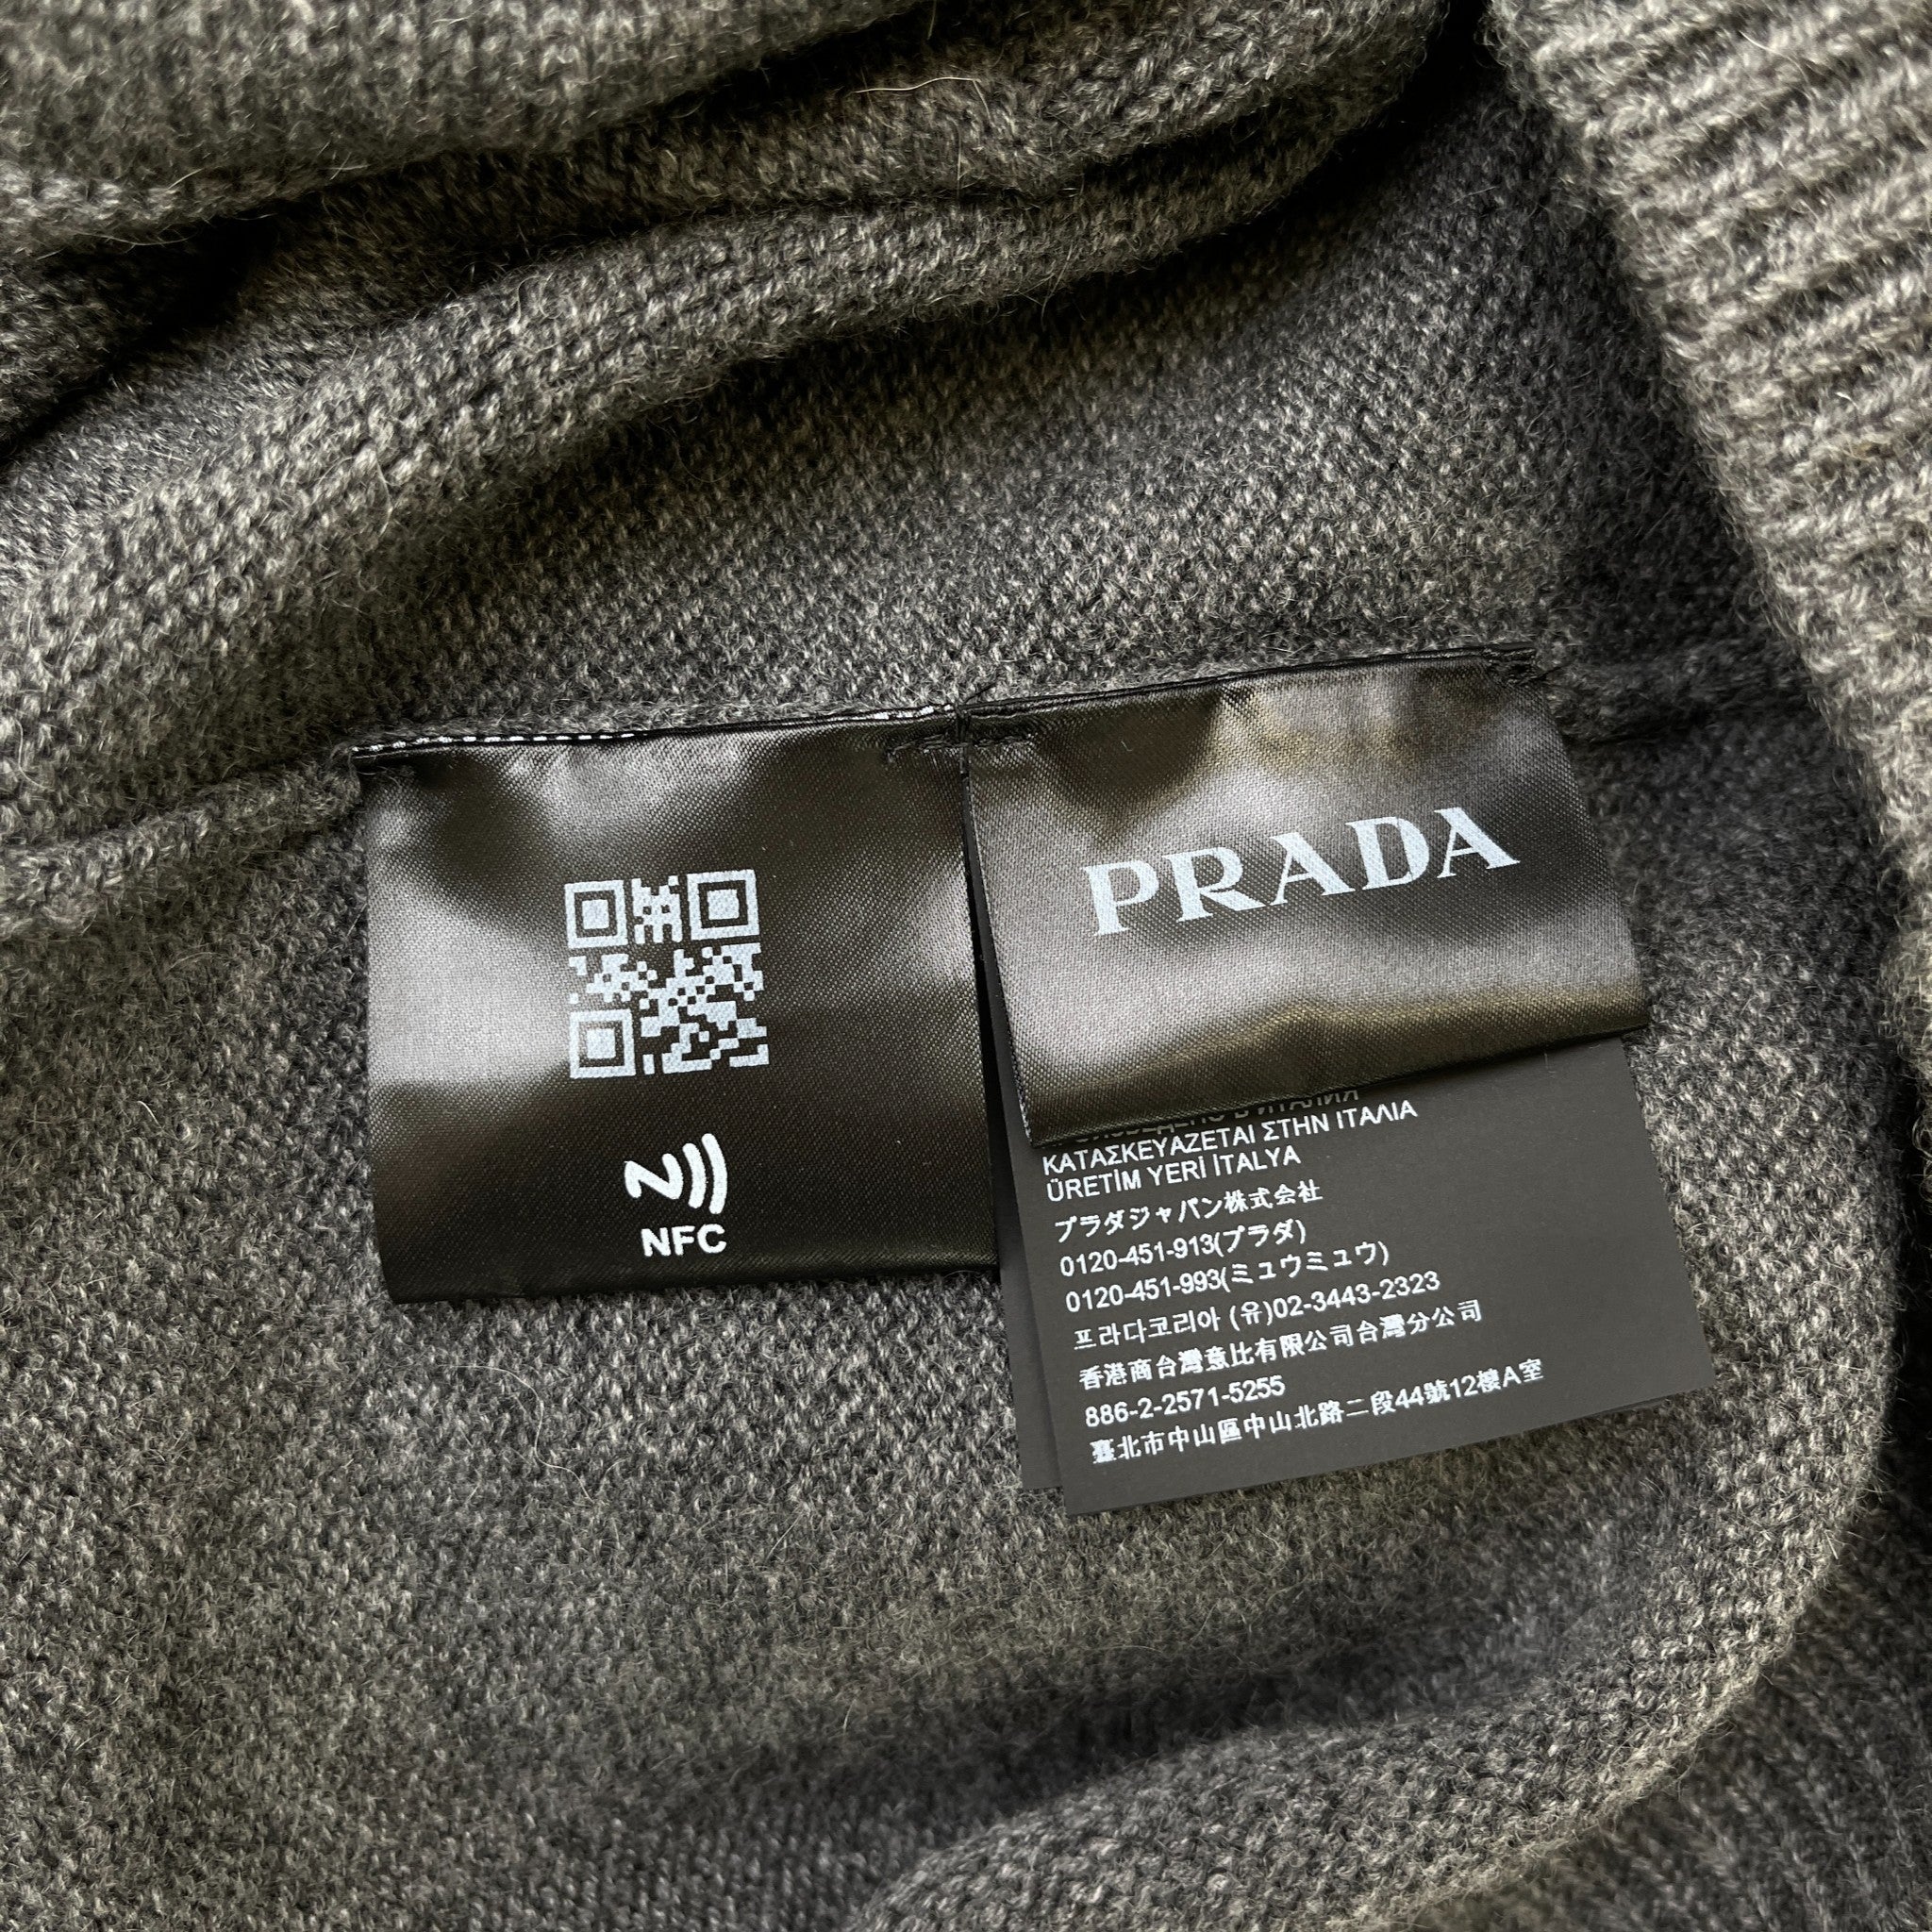 NFC
PRADA
В ИТАЛИЯ
ΚΑΤΑΣΚΕΥΑΖΕΤΑΙ ΣΤΗΝ ΙΤΑΛΙΑ
ÜRETİM YERİ İTALYA
プラダジャパン株式会社
0120-451-913(プラダ)
0120-451-993(ミュウミュウ)
프라다코리아 (유)02-3443-2323
香港商台灣意比有限公司台灣分公司
886-2-2571-5255
臺北市中山區中山北路二段44號12樓A室